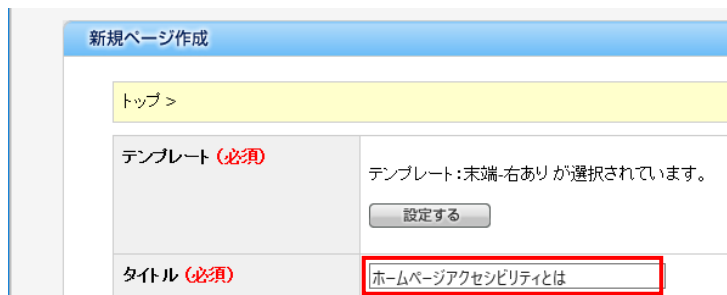 新規ページ作成
トップ >
テンプレート (必須)
テンプレート:末端-右あり が選択されています。
設定する
タイトル (必須)
ホームページアクセシビリティとは